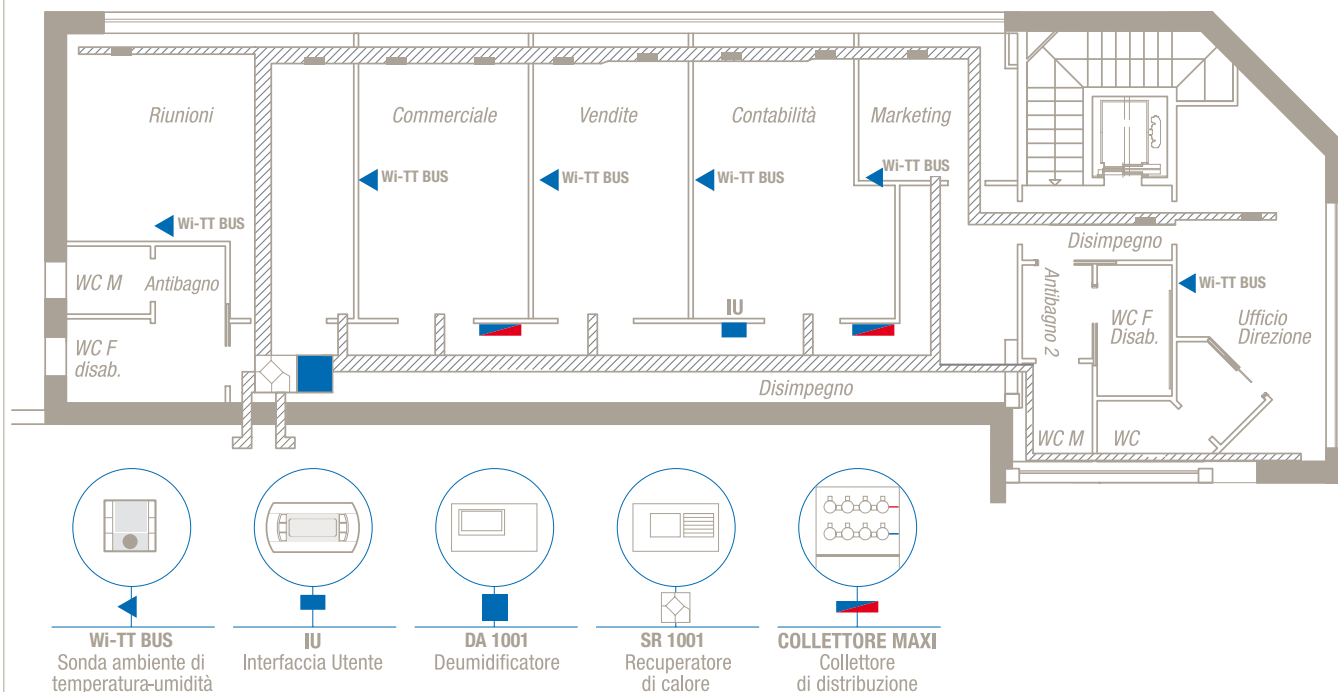 Riunioni
Commerciale
Vendite
Contabilità
Marketing
Wi-TT BUS
Wi-TT BUS
Wi-TT BUS
Wi-TT BUS
Wi-TT BUS
Disimpegno
WC M
Antibagno
Wi-TT BUS
Antibagno 2
IU
WC F
Disab.
Ufficio
Direzione
WC F
disab.
Disimpegno
WC M
WC
Wi-TT BUS
Sonda ambiente di
temperatura-umidità
IU
Interfaccia Utente
DA 1001
Deumidificatore
SR 1001
Recuperatore
di calore
COLLETTORE MAXI
Collettore
di distribuzione